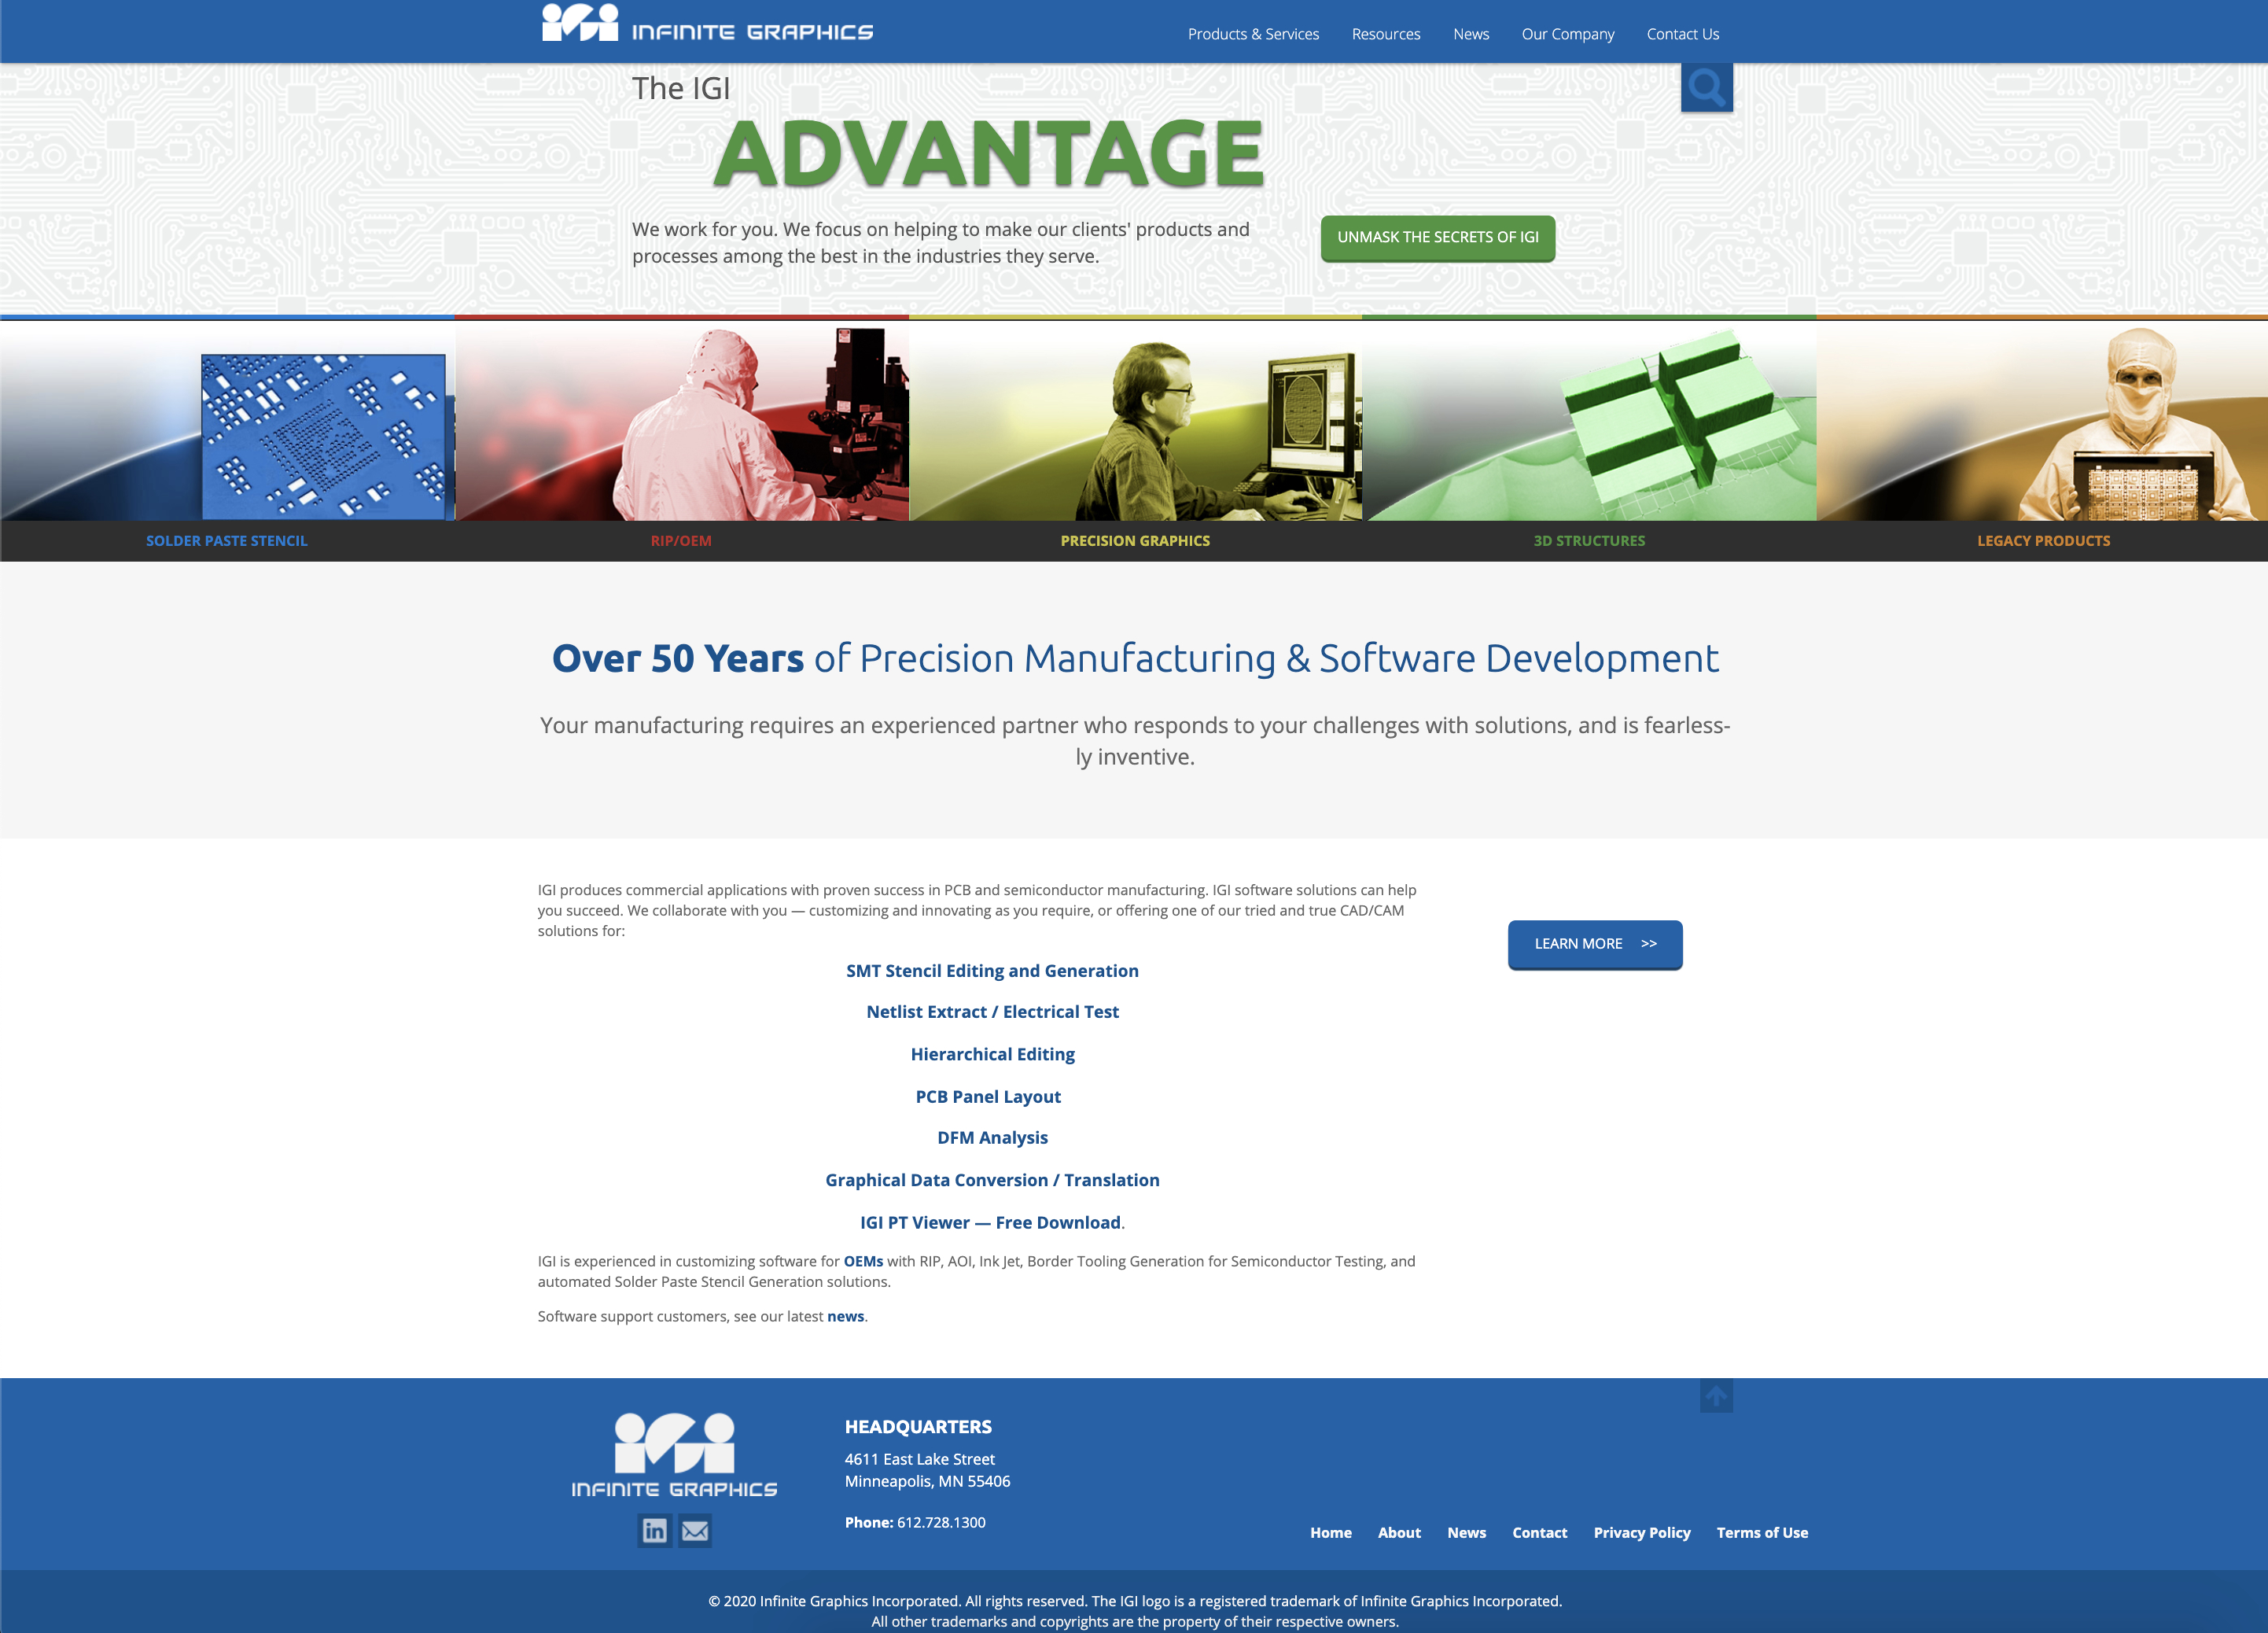 iGi INFINITE GRAPHICS
Products & Services Resources News Our Company Contact Us
The IGI
ADVANTAGE
We work for you. We focus on helping to make our clients' products and
processes among the best in the industries they serve.
UNMASK THE SECRETS OF IGI
SOLDER PASTE STENCIL
RIP/OEM
PRECISION GRAPHICS
3D STRUCTURES
LEGACY PRODUCTS
Over 50 Years of Precision Manufacturing & Software Development
Your manufacturing requires an experienced partner who responds to your challenges with solutions, and is fearless-
ly inventive.
IGI produces commercial applications with proven success in PCB and semiconductor manufacturing. IGI software solutions can help
you succeed. We collaborate with you — customizing and innovating as you require, or offering one of our tried and true CAD/CAM
solutions for:
LEARN MORE >>
SMT Stencil Editing and Generation
Netlist Extract / Electrical Test
Hierarchical Editing
PCB Panel Layout
DFM Analysis
Graphical Data Conversion / Translation
IGI PT Viewer — Free Download.
IGI is experienced in customizing software for OEMs with RIP, AOI, Ink Jet, Border Tooling Generation for Semiconductor Testing, and
automated Solder Paste Stencil Generation solutions.
Software support customers, see our latest news.
iGi
INFINITE GRAPHICS
in
HEADQUARTERS
4611 East Lake Street
Minneapolis, MN 55406
Phone: 612.728.1300
Home About News Contact Privacy Policy Terms of Use
© 2020 Infinite Graphics Incorporated. All rights reserved. The IGI logo is a registered trademark of Infinite Graphics Incorporated.
All other trademarks and copyrights are the property of their respective owners.